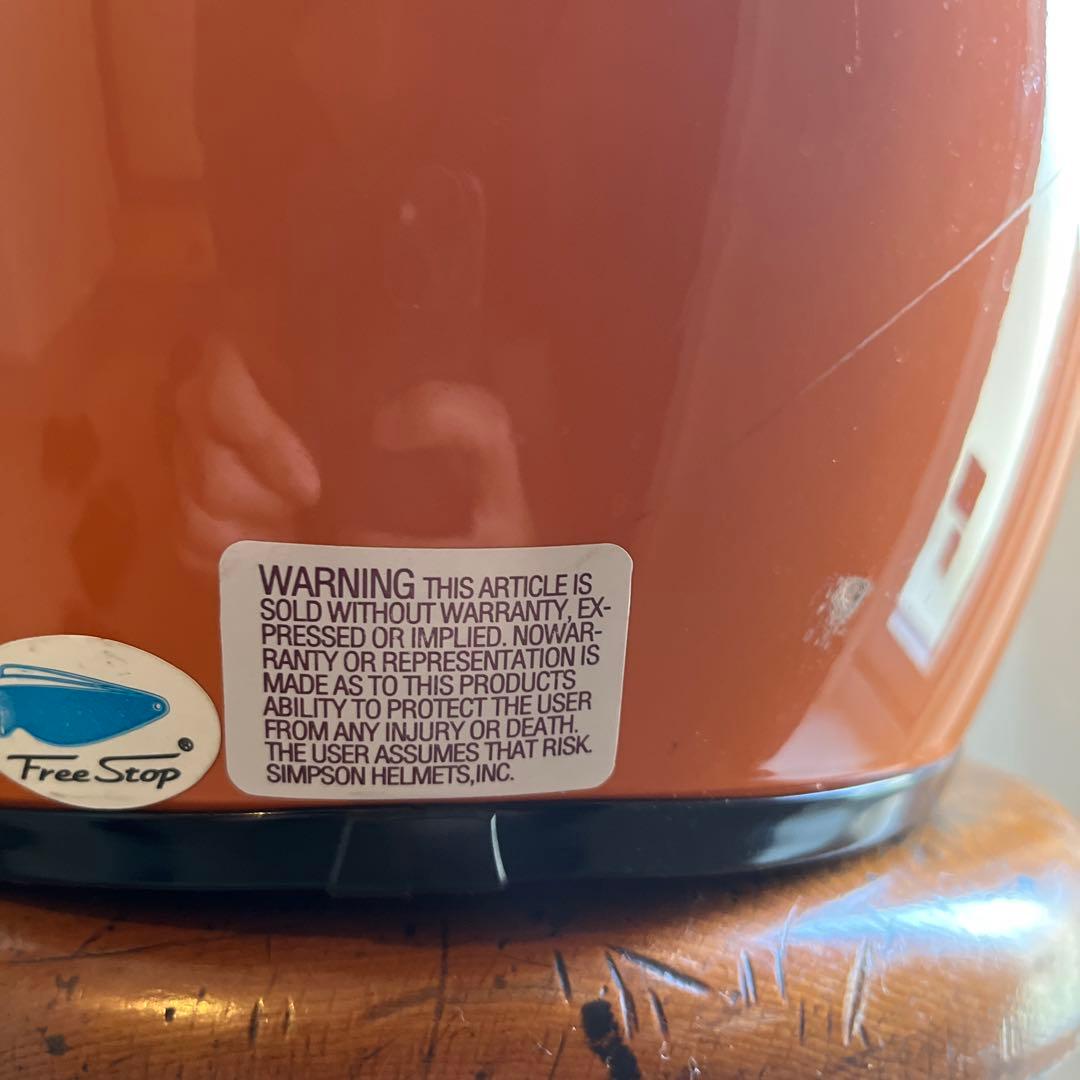 WARNING THIS ARTICLE IS
SOLD WITHOUT WARRANTY, EX-
PRESSED OR IMPLIED. NOWAR-
RANTY OR REPRESENTATION IS
MADE AS TO THIS PRODUCTS
ABILITY TO PROTECT THE USER
FROM ANY INJURY OR DEATH.
THE USER ASSUMES THAT RISK.
SIMPSON HELMETS,INC.
Free Stop ®